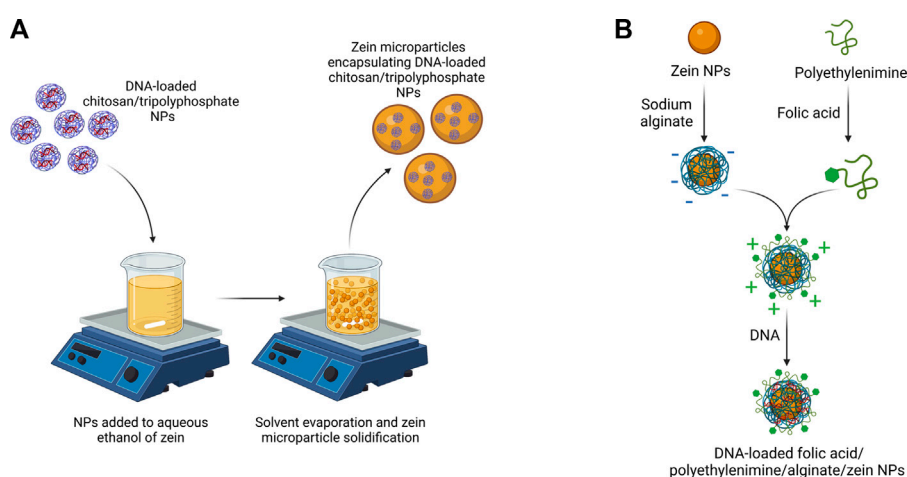 A
DNA-loaded
chitosan/tripolyphosphate
NPs
Zein microparticles
encapsulating DNA-loaded
chitosan/tripolyphosphate
NPs
NPs added to aqueous
ethanol of zein
Solvent evaporation and zein
microparticle solidification
B
Zein NPs
Polyethylenimine
Sodium
alginate
Folic acid
DNA
DNA-loaded folic acid/
polyethylenimine/alginate/zein NPs